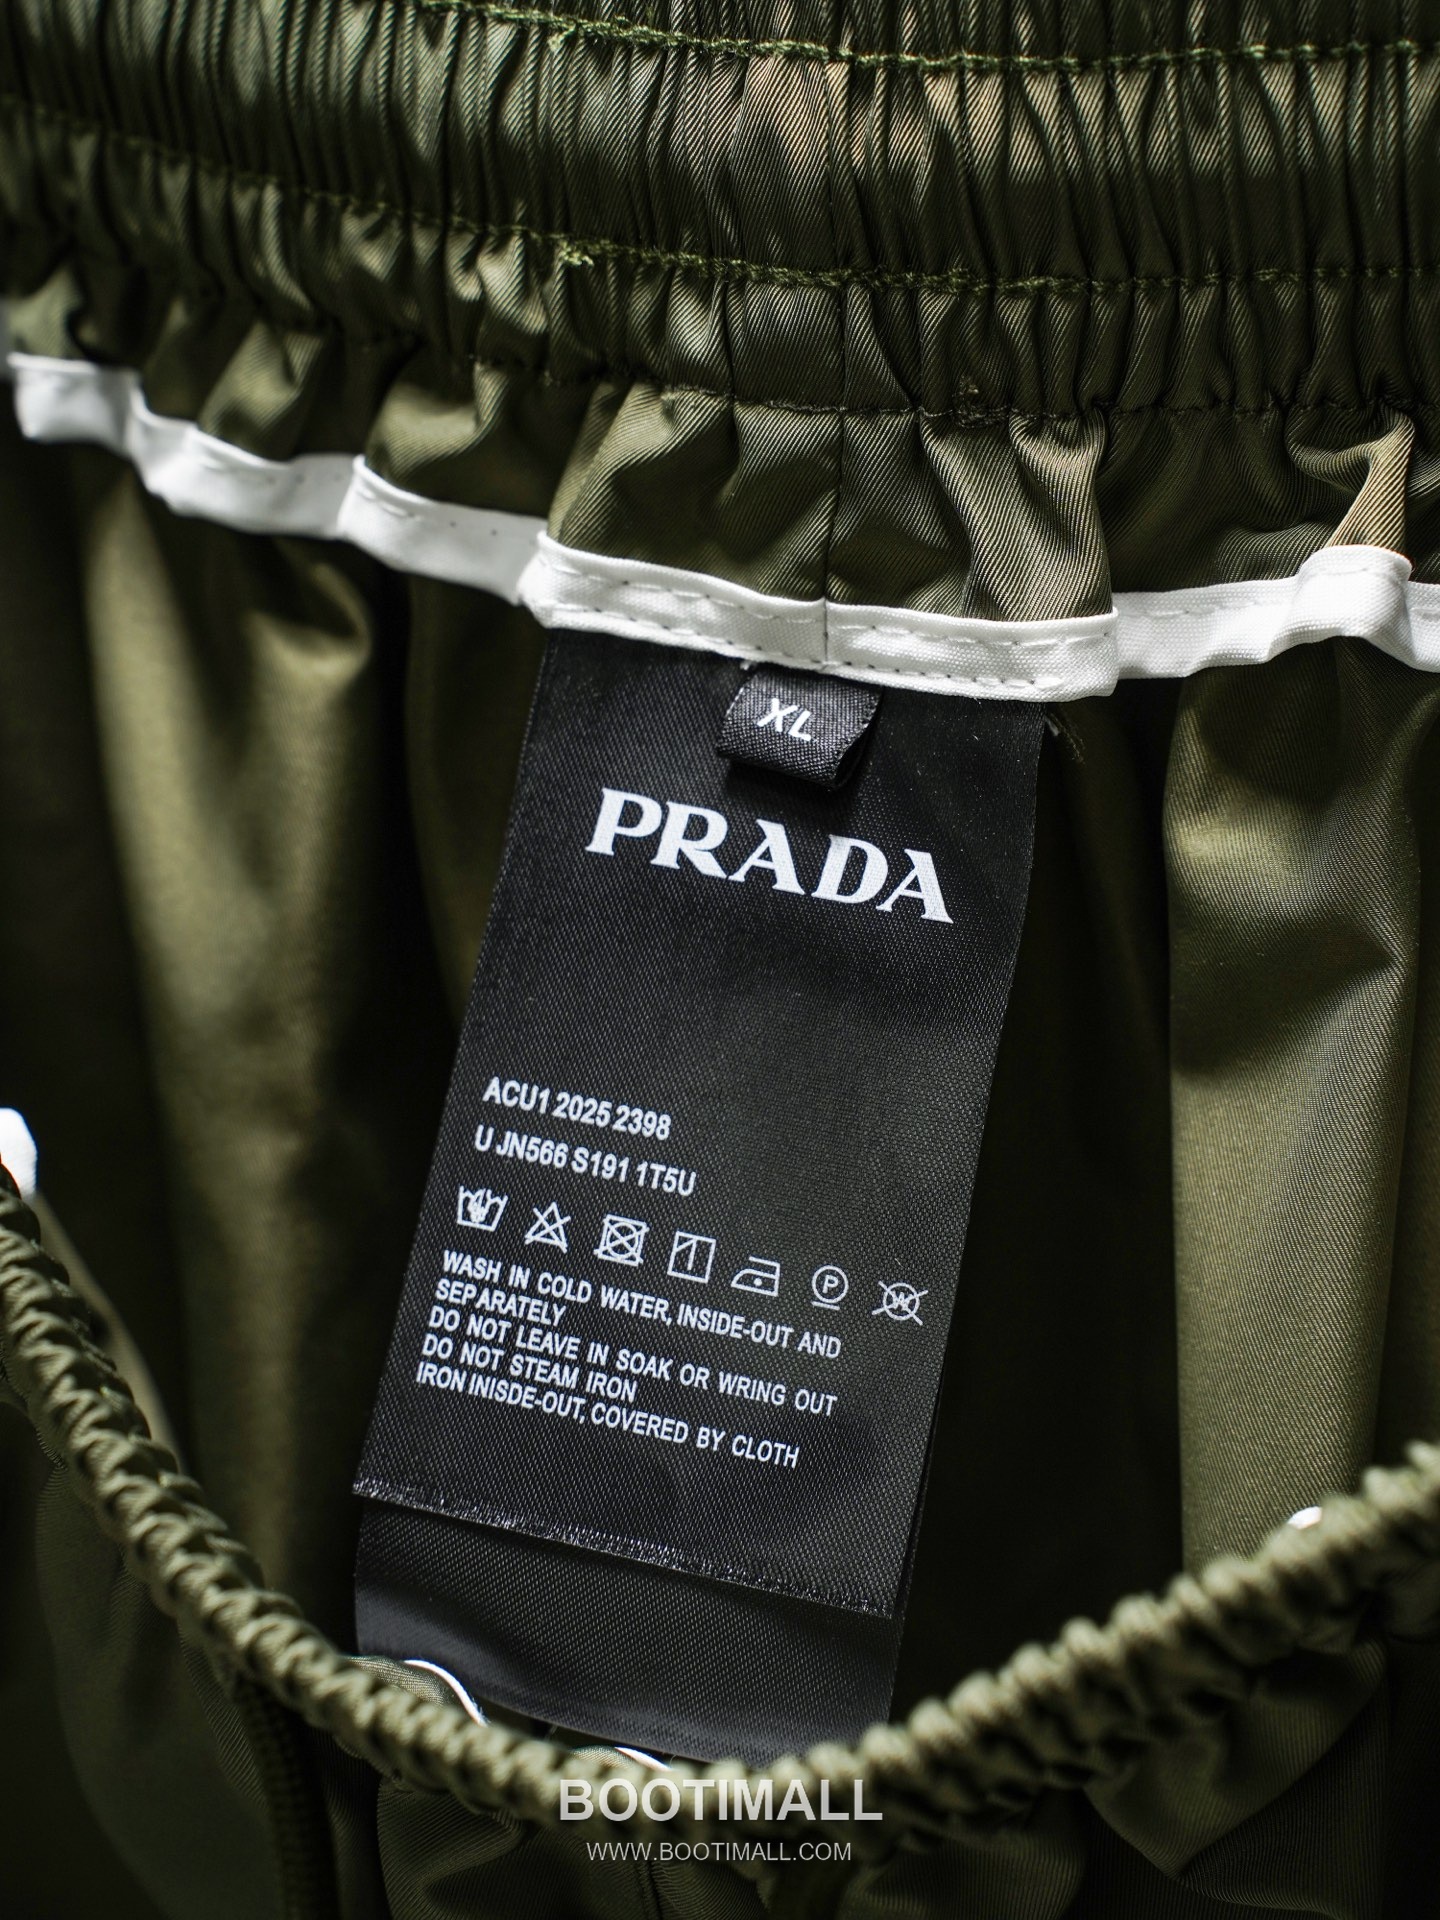 XL
PRADA
ACU1 2025 2398
U JN566 S191 1T5U
P
W
WASH IN COLD WATER, INSIDE-OUT AND
SEPARATELY
DO NOT LEAVE IN SOAK OR WRING OUT
DO NOT STEAM IRON
IRON INISDE-OUT, COVERED BY CLOTH
BOOTIMALL
WWW.BOOTIMALL.COM